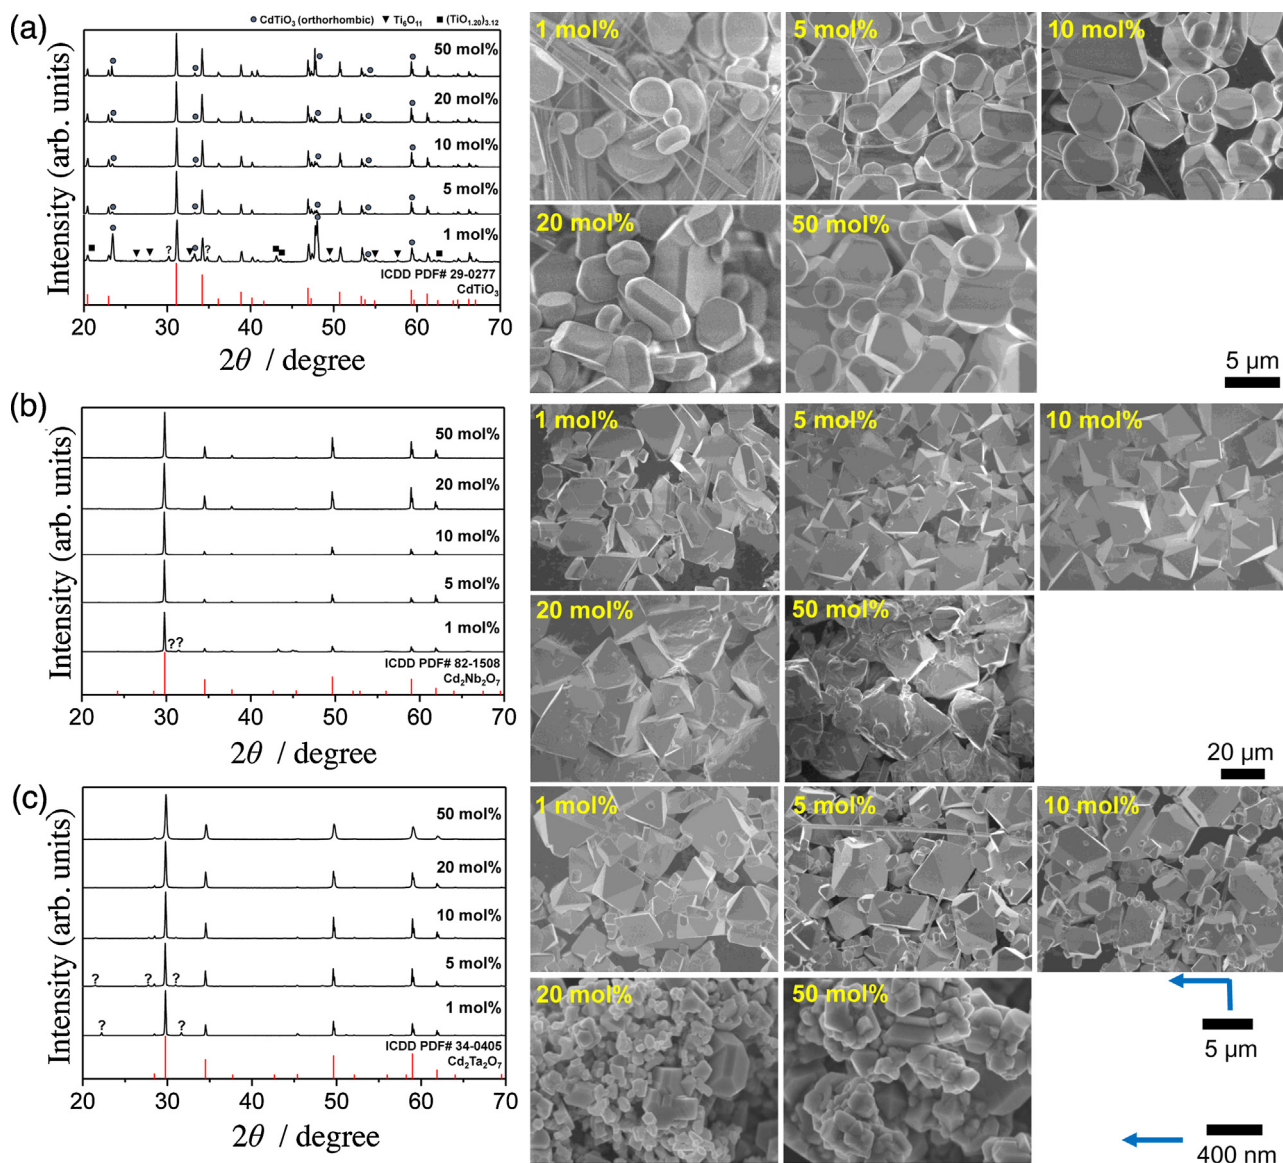 (a)
CdTiO3 (orthorhombic) Ti6O11 (TiO1.20)3.12
Intensity (arb. units)
50 mol%
20 mol%
10 mol%
5 mol%
1 mol%
? ?
ICDD PDF# 29-0277
CdTiO3
20 30 40 50 60 70
2θ / degree
1 mol%
5 mol%
10 mol%
20 mol%
50 mol%
5 μm
(b)
Intensity (arb. units)
50 mol%
20 mol%
10 mol%
5 mol%
1 mol%
??
ICDD PDF# 82-1508
Cd2Nb2O7
20 30 40 50 60 70
2θ / degree
1 mol%
5 mol%
10 mol%
20 mol%
50 mol%
20 μm
(c)
Intensity (arb. units)
50 mol%
20 mol%
10 mol%
5 mol%
? ? ?
1 mol%
? ?
ICDD PDF# 34-0405
Cd2Ta2O7
20 30 40 50 60 70
2θ / degree
1 mol%
5 mol%
10 mol%
20 mol%
50 mol%
5 μm
400 nm